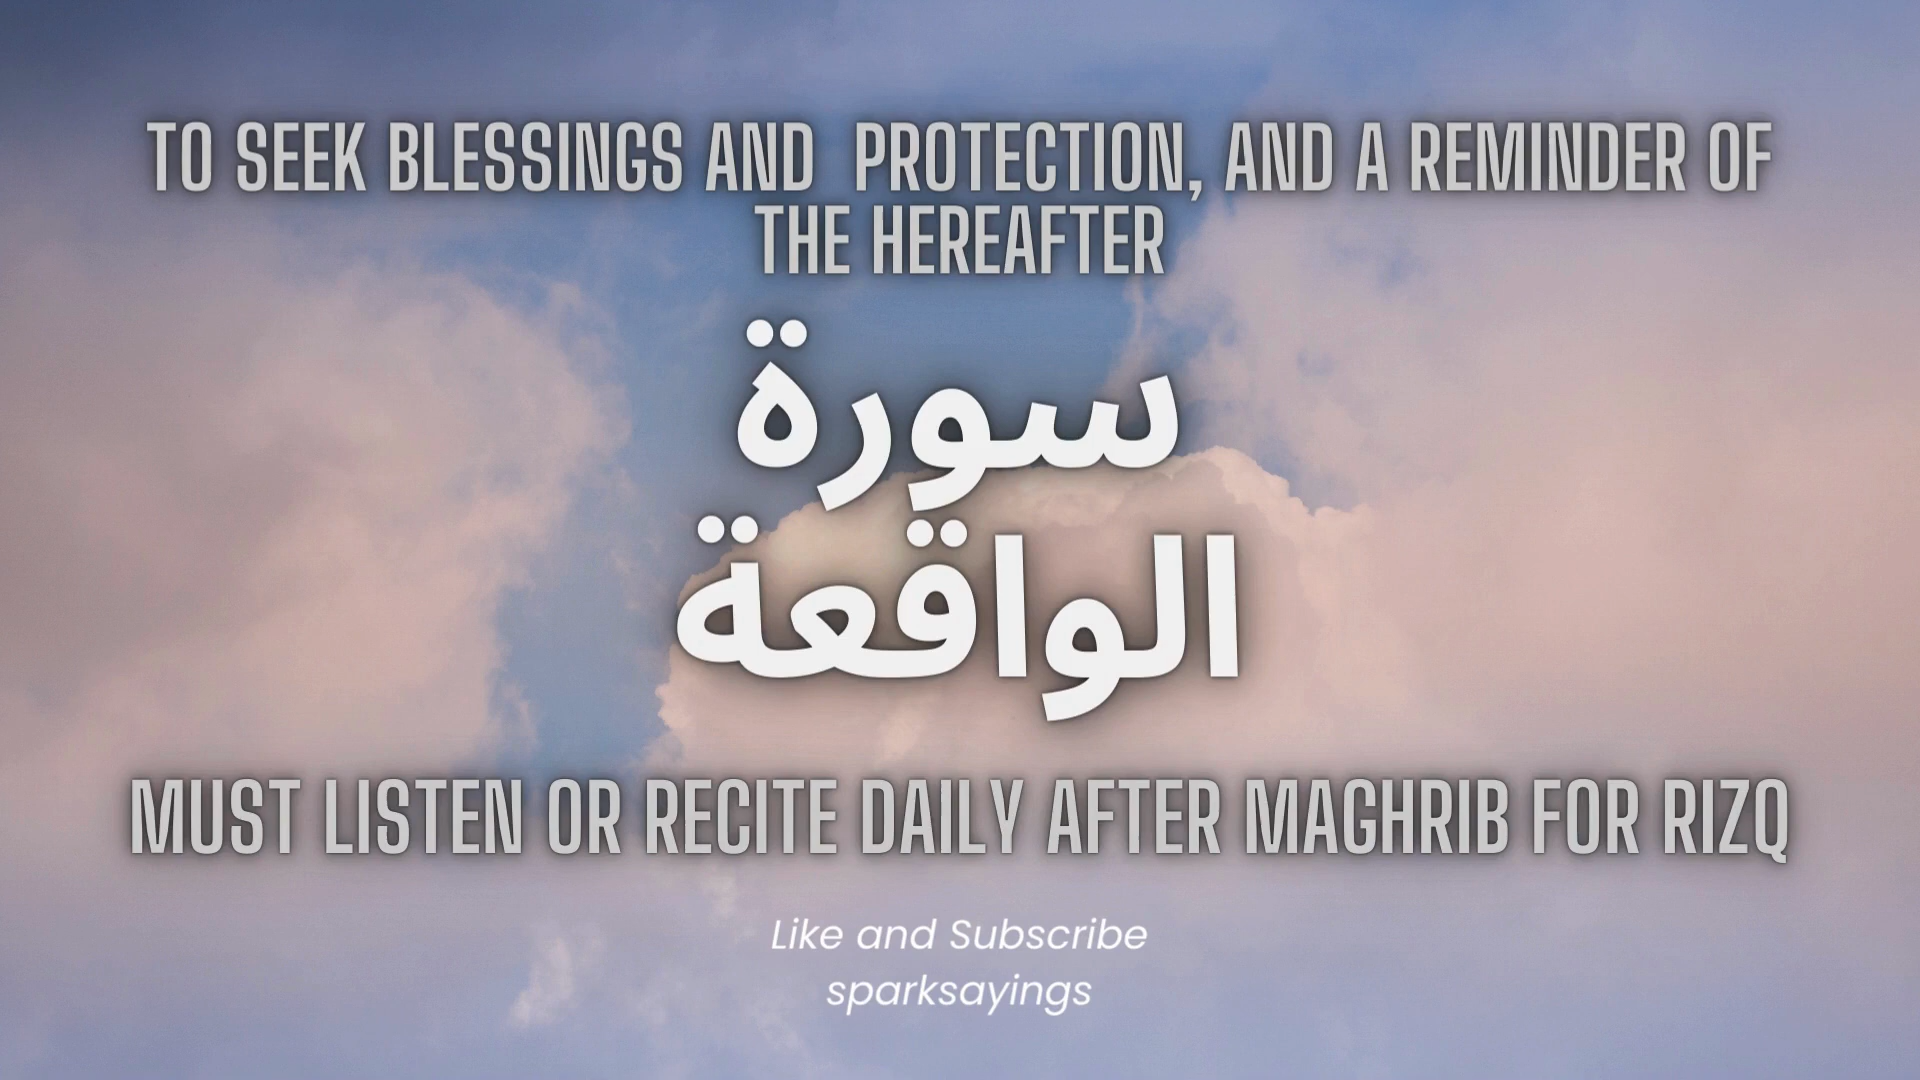 TO SEEK BLESSINGS AND PROTECTION, AND A REMINDER OF
THE HEREAFTER
سورة
الواقعة
MUST LISTEN OR RECITE DAILY AFTER MAGHRIB FOR RIZQ
Like and Subscribe
sparksayings